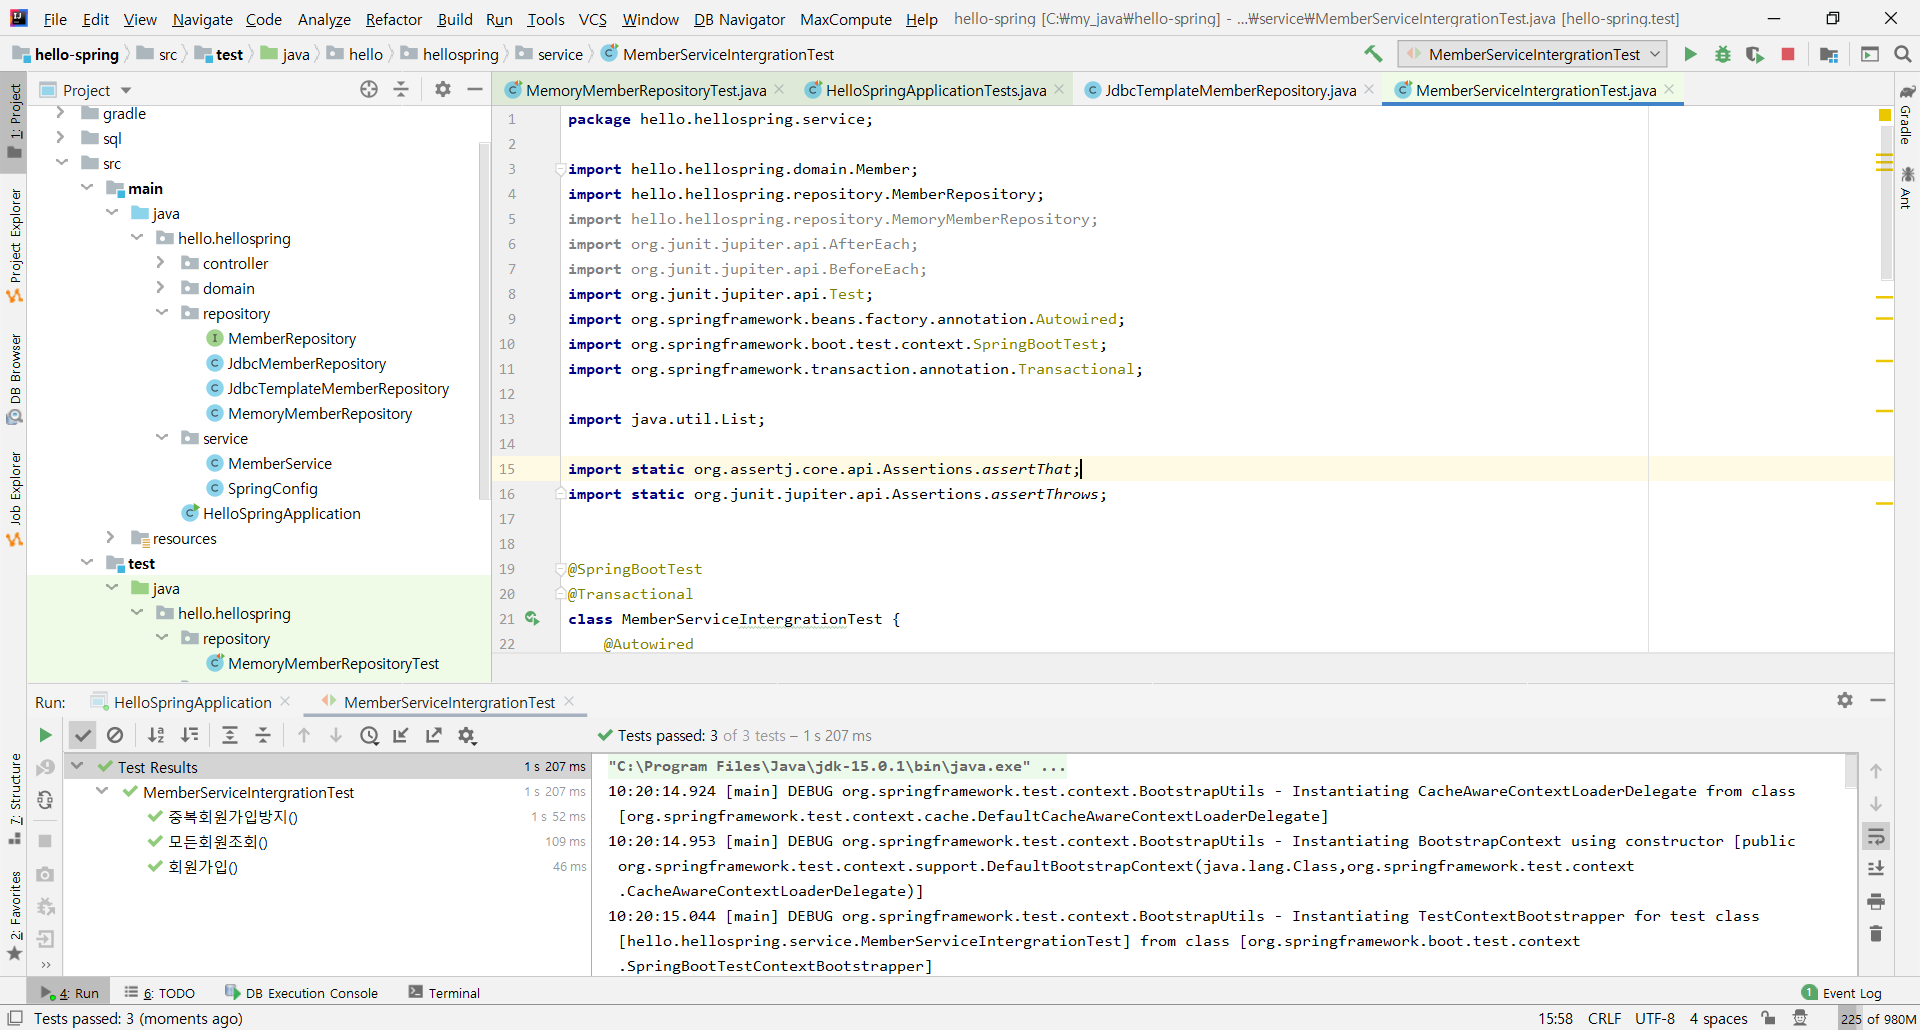 File Edit View Navigate Code Analyze Refactor Build Run Tools VCS Window DB Navigator MaxCompute Help hello-spring [C:₩my_java₩hello-spring] - ...₩service₩MemberServiceIntergrationTest.java [hello-spring.test]
hello-spring src test java hello hellospring service MemberServiceIntergrationTest MemberServiceIntergrationTest
Project
MemoryMemberRepositoryTest.java HelloSpringApplicationTests.java JdbcTemplateMemberRepository.java MemberServiceIntergrationTest.java
1: Project
Project Explorer
DB Browser
Job Explorer
7: Structure
2: Favorites
Gradle
Ant
gradle
sql
src
main
java
hello.hellospring
controller
domain
repository
MemberRepository
JdbcMemberRepository
JdbcTemplateMemberRepository
MemoryMemberRepository
service
MemberService
SpringConfig
HelloSpringApplication
resources
test
java
hello.hellospring
repository
MemoryMemberRepositoryTest
1 package hello.hellospring.service;
2
3 import hello.hellospring.domain.Member;
4 import hello.hellospring.repository.MemberRepository;
5 import hello.hellospring.repository.MemoryMemberRepository;
6 import org.junit.jupiter.api.AfterEach;
7 import org.junit.jupiter.api.BeforeEach;
8 import org.junit.jupiter.api.Test;
9 import org.springframework.beans.factory.annotation.Autowired;
10 import org.springframework.boot.test.context.SpringBootTest;
11 import org.springframework.transaction.annotation.Transactional;
12
13 import java.util.List;
14
15 import static org.assertj.core.api.Assertions.assertThat;
16 import static org.junit.jupiter.api.Assertions.assertThrows;
17
18
19 @SpringBootTest
20 @Transactional
21 class MemberServiceIntergrationTest {
22 @Autowired
Run: HelloSpringApplication MemberServiceIntergrationTest
Tests passed: 3 of 3 tests – 1 s 207 ms
Test Results 1 s 207 ms
MemberServiceIntergrationTest 1 s 207 ms
중복회원가입방지() 1 s 52 ms
모든회원조회() 109 ms
회원가입() 46 ms
"C:\Program Files\Java\jdk-15.0.1\bin\java.exe" ...
10:20:14.924 [main] DEBUG org.springframework.test.context.BootstrapUtils - Instantiating CacheAwareContextLoaderDelegate from class
[org.springframework.test.context.cache.DefaultCacheAwareContextLoaderDelegate]
10:20:14.953 [main] DEBUG org.springframework.test.context.BootstrapUtils - Instantiating BootstrapContext using constructor [public
org.springframework.test.context.support.DefaultBootstrapContext(java.lang.Class,org.springframework.test.context
.CacheAwareContextLoaderDelegate)]
10:20:15.044 [main] DEBUG org.springframework.test.context.BootstrapUtils - Instantiating TestContextBootstrapper for test class
[hello.hellospring.service.MemberServiceIntergrationTest] from class [org.springframework.boot.test.context
.SpringBootTestContextBootstrapper]
4: Run 6: TODO DB Execution Console Terminal 1 Event Log
Tests passed: 3 (moments ago) 15:58 CRLF UTF-8 4 spaces 225 of 980M